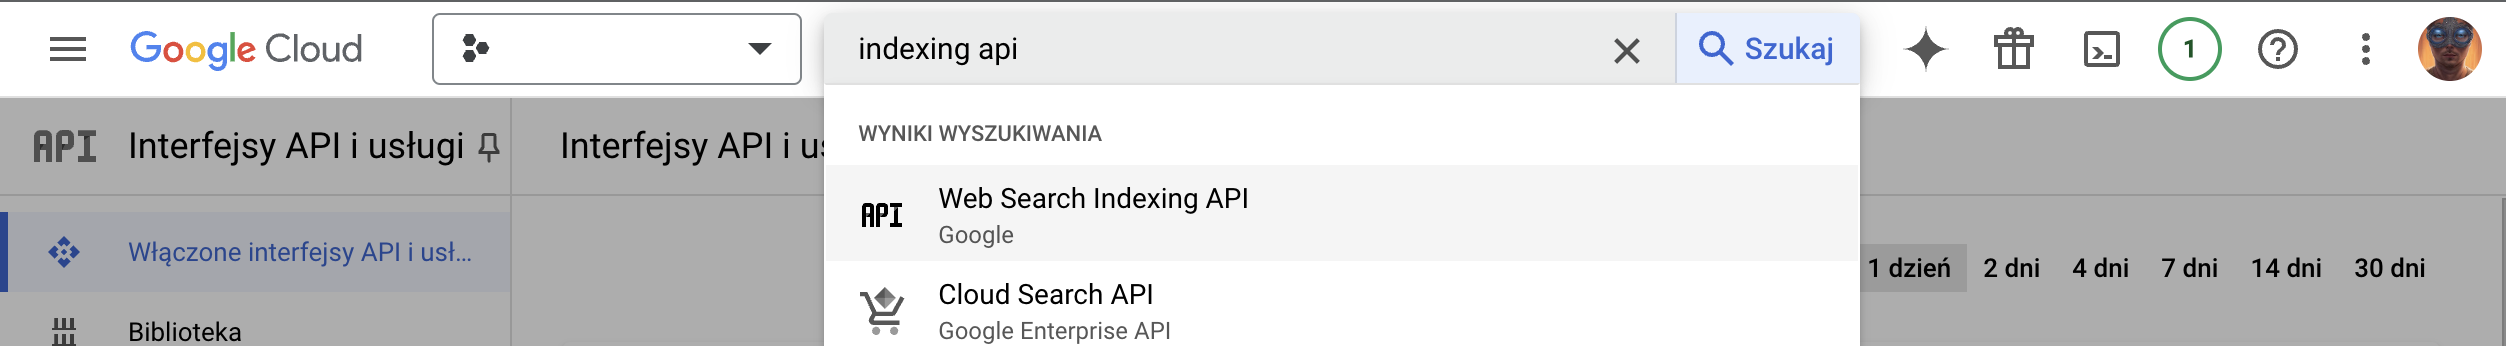 Google Cloud
indexing api
Szukaj
1
API
Interfejsy API i usługi
Interfejsy API i us
WYNIKI WYSZUKIWANIA
API
Web Search Indexing API
Google
Włączone interfejsy API i usł...
1 dzień 2 dni 4 dni 7 dni 14 dni 30 dni
Cloud Search API
Google Enterprise API
Biblioteka